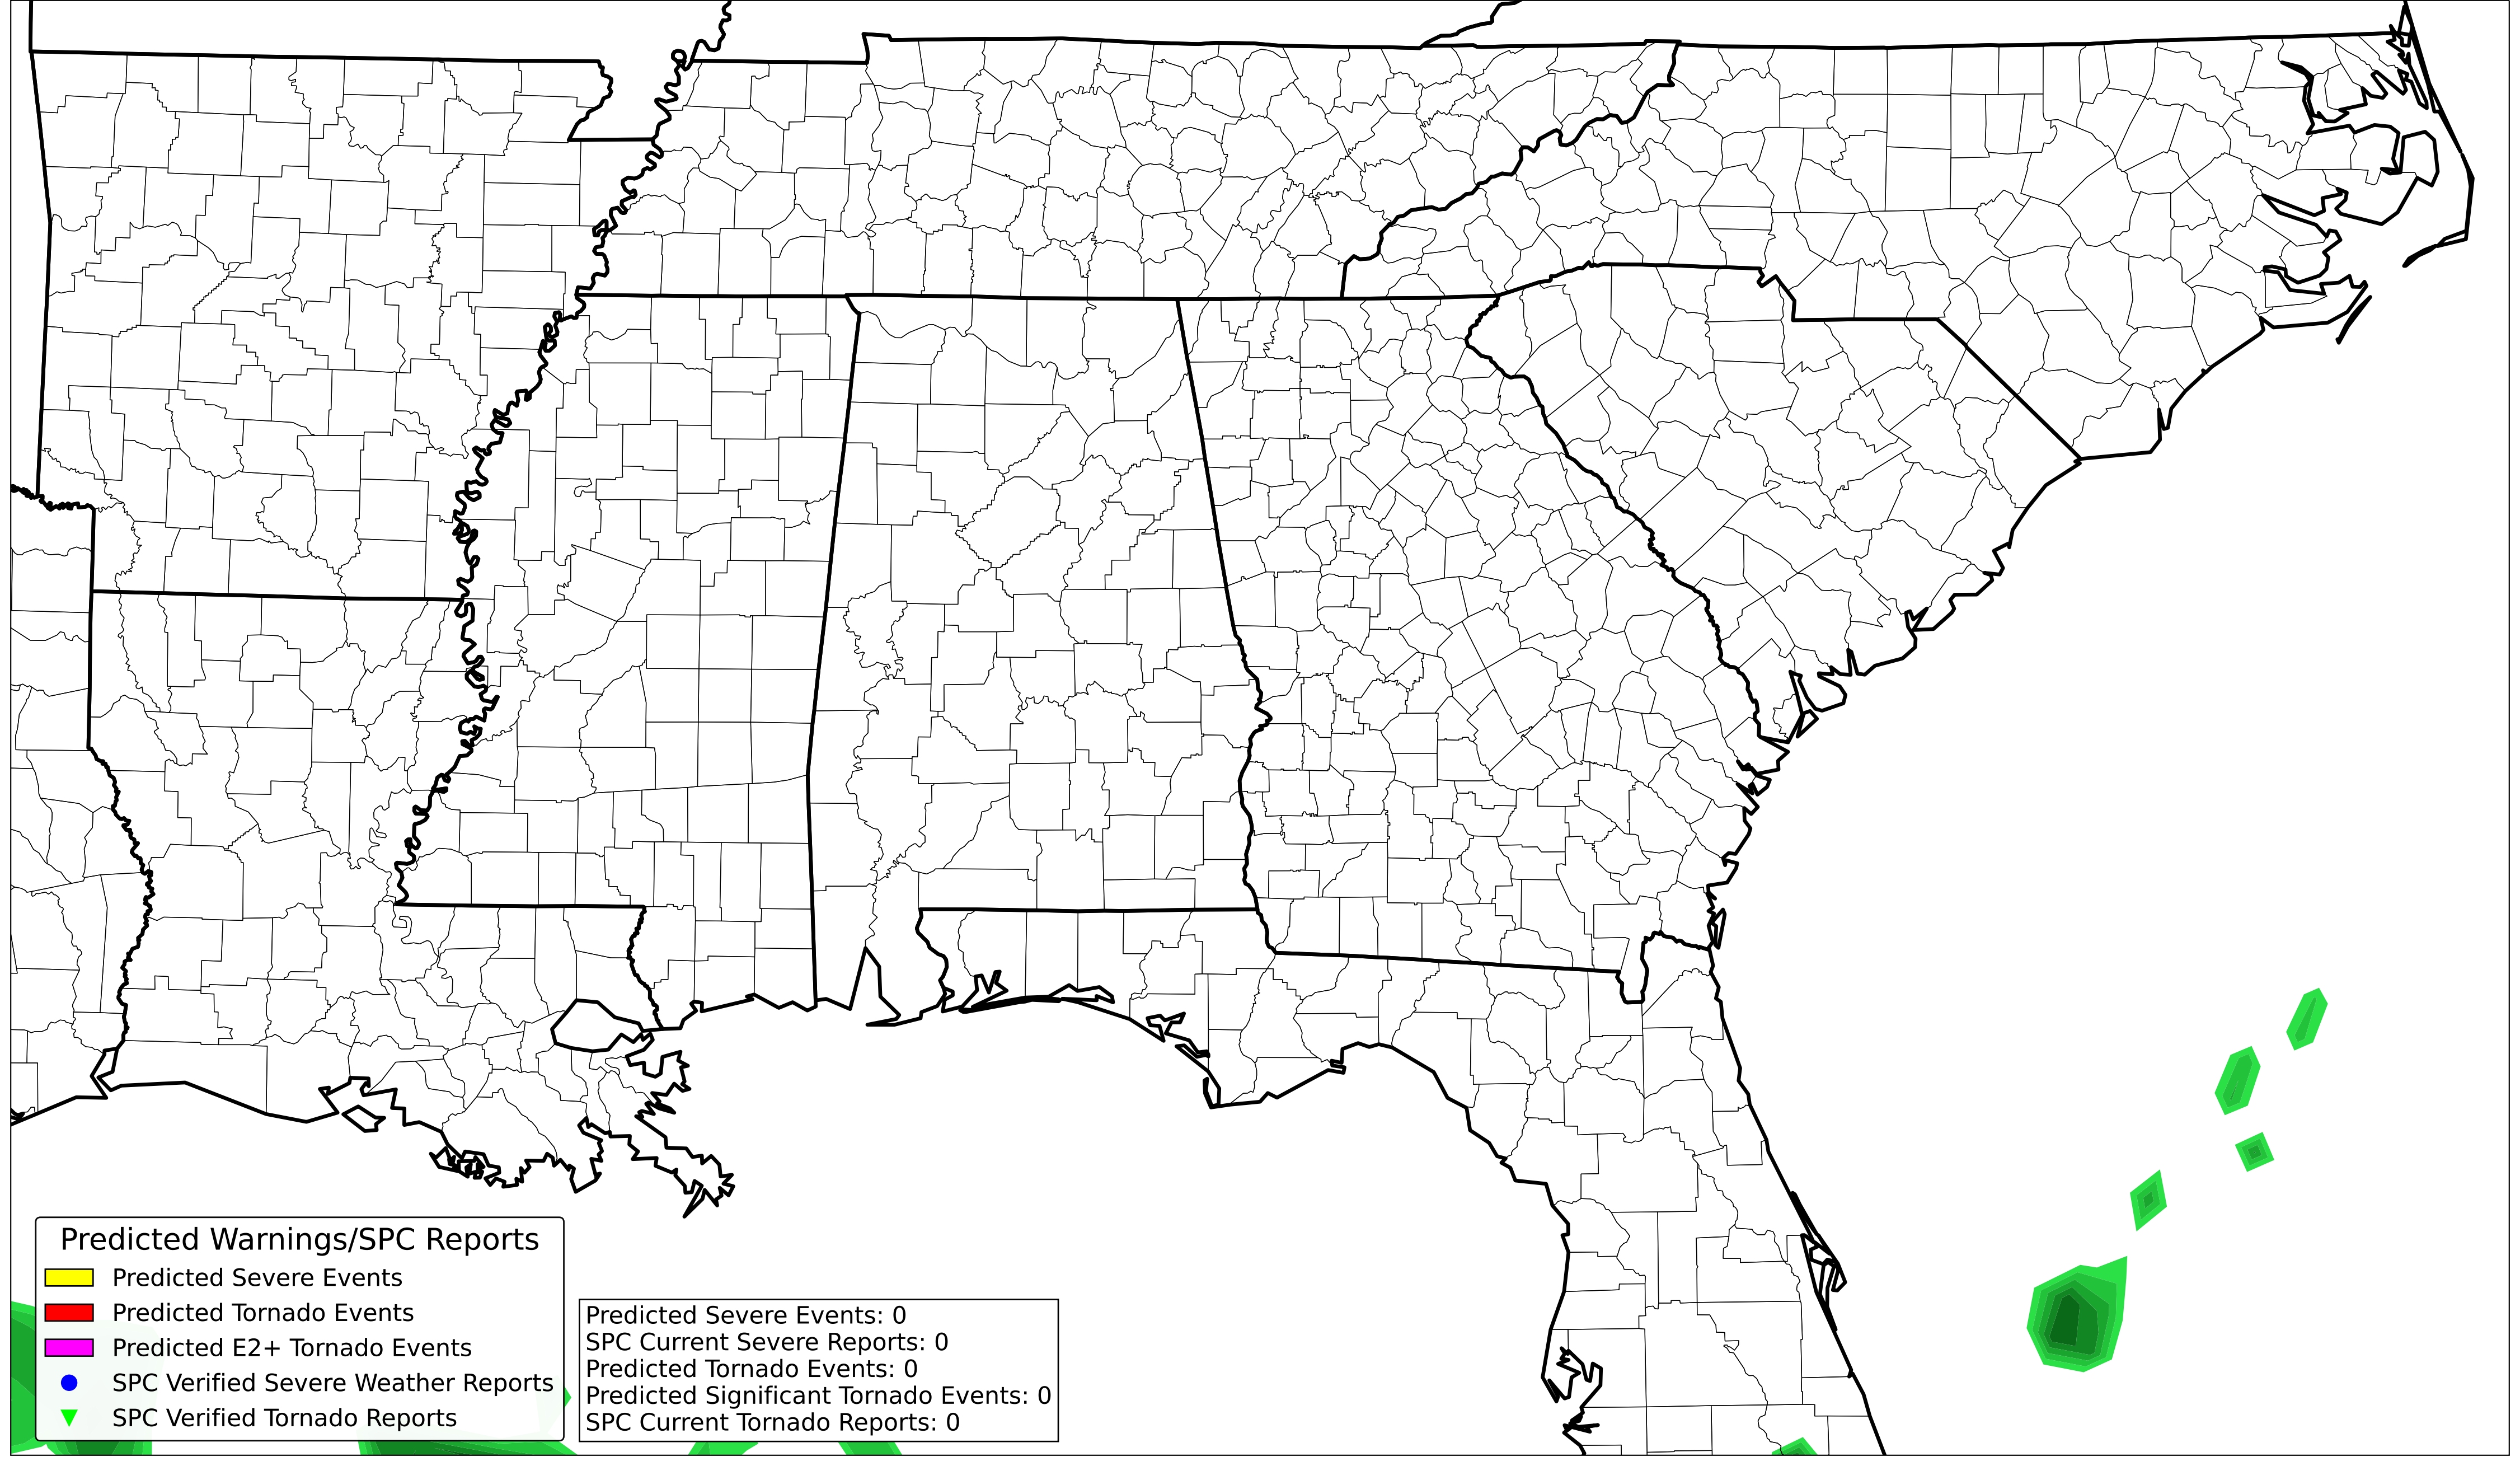 Predicted Warnings/SPC Reports
Predicted Severe Events
Predicted Tornado Events
Predicted E2+ Tornado Events
SPC Verified Severe Weather Reports
SPC Verified Tornado Reports
Predicted Severe Events: 0
SPC Current Severe Reports: 0
Predicted Tornado Events: 0
Predicted Significant Tornado Events: 0
SPC Current Tornado Reports: 0